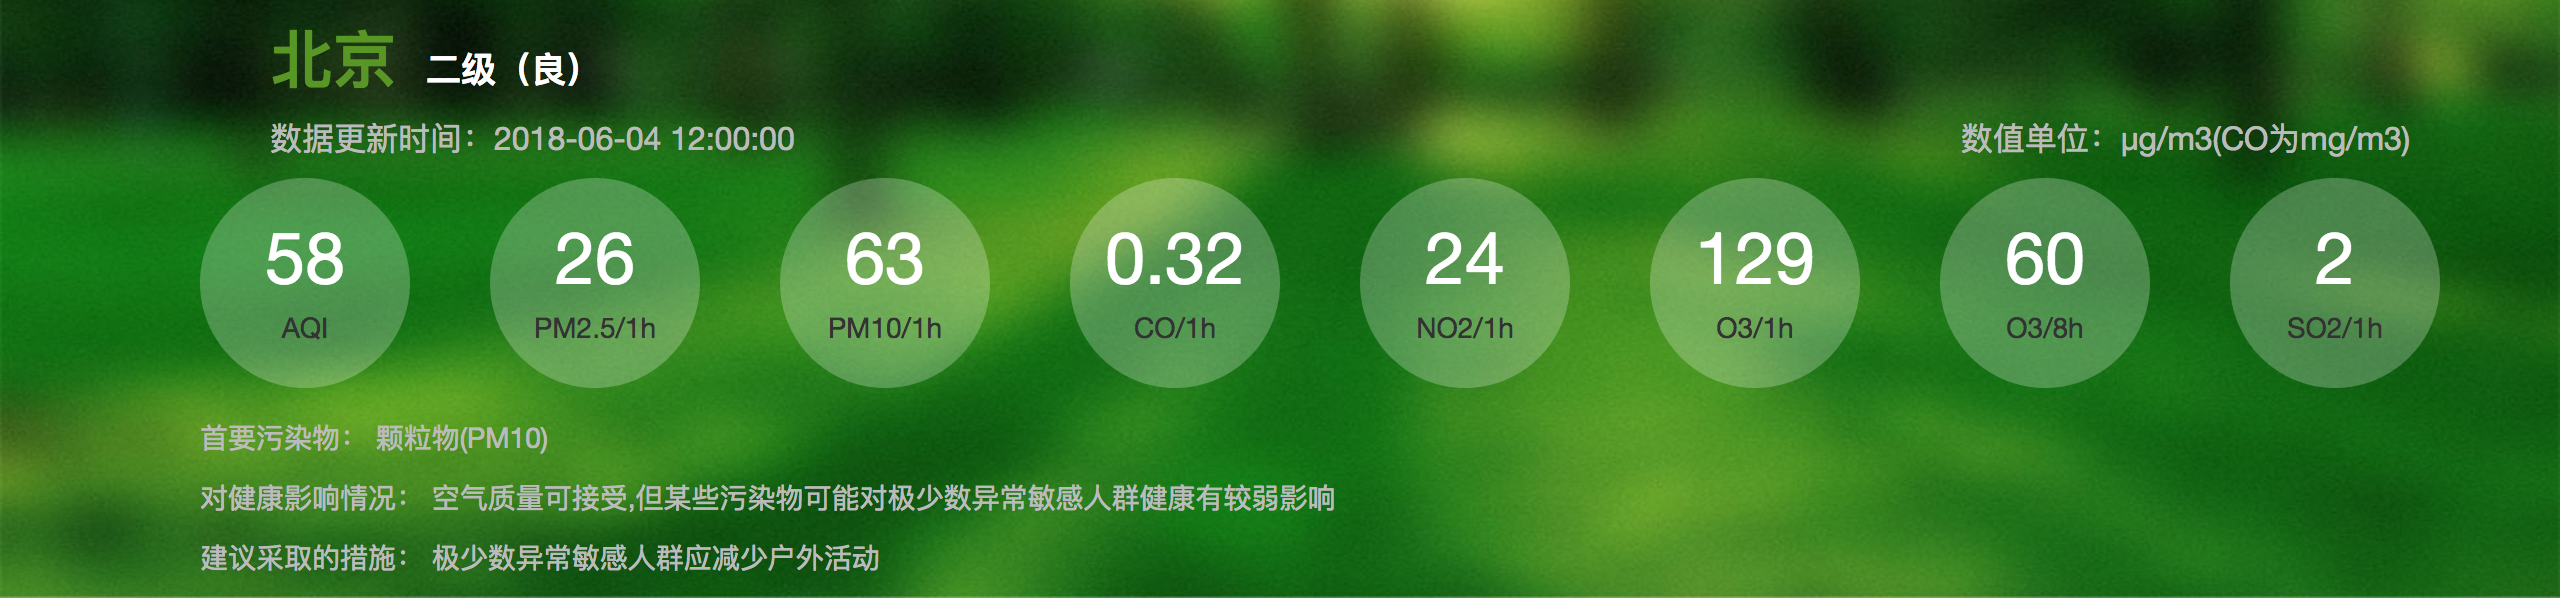 北京 二级（良）
数据更新时间：2018-06-04 12:00:00
数值单位：μg/m3(CO为mg/m3)
58 26 63 0.32 24 129 60 2
AQI PM2.5/1h PM10/1h CO/1h NO2/1h O3/1h O3/8h SO2/1h
首要污染物： 颗粒物(PM10)
对健康影响情况： 空气质量可接受,但某些污染物可能对极少数异常敏感人群健康有较弱影响
建议采取的措施： 极少数异常敏感人群应减少户外活动